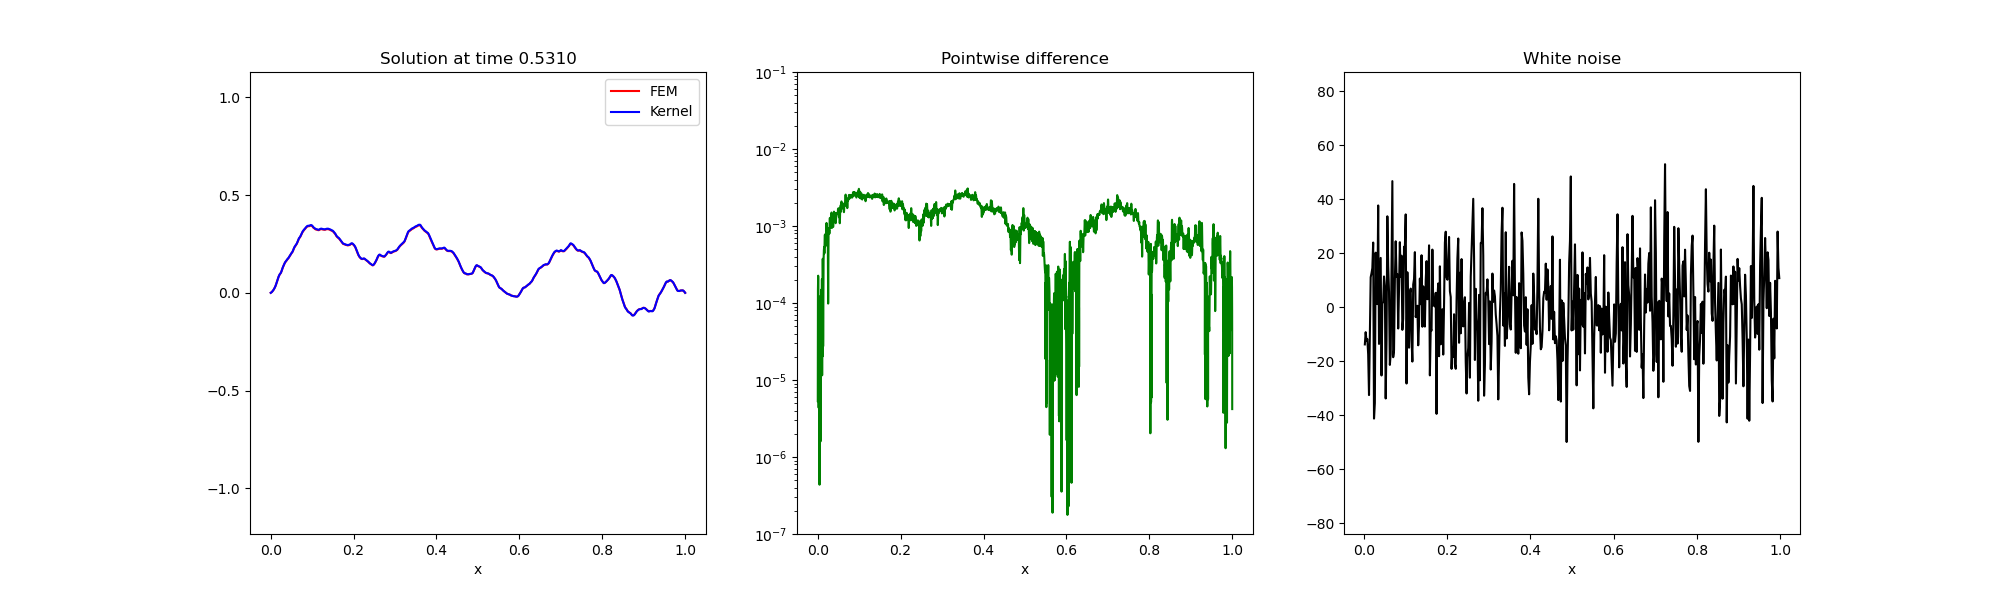 Solution at time 0.5310
1.0
0.5
0.0
−0.5
−1.0
0.0 0.2 0.4 0.6 0.8 1.0
x
FEM
Kernel
Pointwise difference
10⁻¹
10⁻²
10⁻³
10⁻⁴
10⁻⁵
10⁻⁶
10⁻⁷
0.0 0.2 0.4 0.6 0.8 1.0
x
White noise
80
60
40
20
0
−20
−40
−60
−80
0.0 0.2 0.4 0.6 0.8 1.0
x